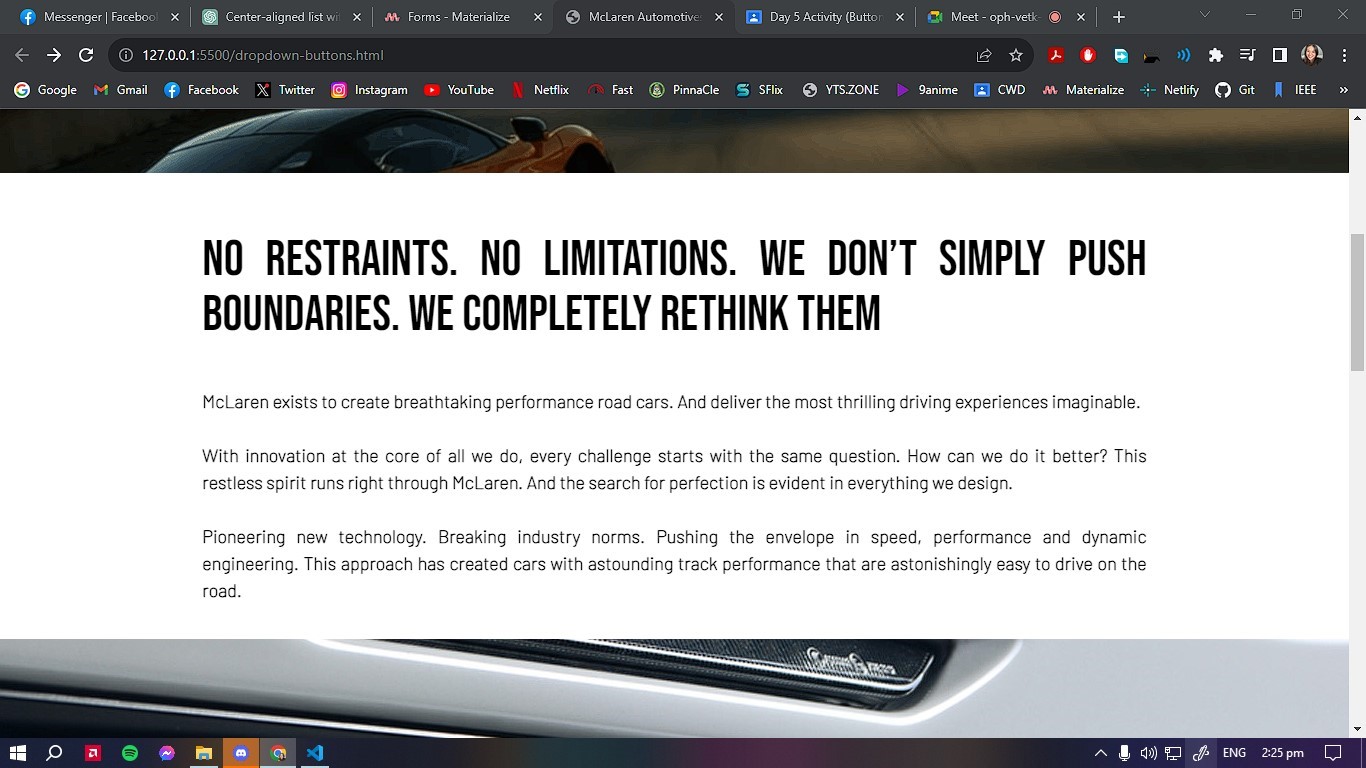 Messenger | Facebook
Center-aligned list wi
Forms - Materialize
McLaren Automotive
Day 5 Activity (Button
Meet - oph-vetk-
127.0.0.1:5500/dropdown-buttons.html
Google
Gmail
Facebook
Twitter
Instagram
YouTube
Netflix
Fast
PinnaCle
SFlix
YTS.ZONE
9anime
CWD
Materialize
Netlify
Git
IEEE
»
NO RESTRAINTS. NO LIMITATIONS. WE DON’T SIMPLY PUSH
BOUNDARIES. WE COMPLETELY RETHINK THEM
McLaren exists to create breathtaking performance road cars. And deliver the most thrilling driving experiences imaginable.
With innovation at the core of all we do, every challenge starts with the same question. How can we do it better? This
restless spirit runs right through McLaren. And the search for perfection is evident in everything we design.
Pioneering new technology. Breaking industry norms. Pushing the envelope in speed, performance and dynamic
engineering. This approach has created cars with astounding track performance that are astonishingly easy to drive on the
road.
ENG
2:25 pm